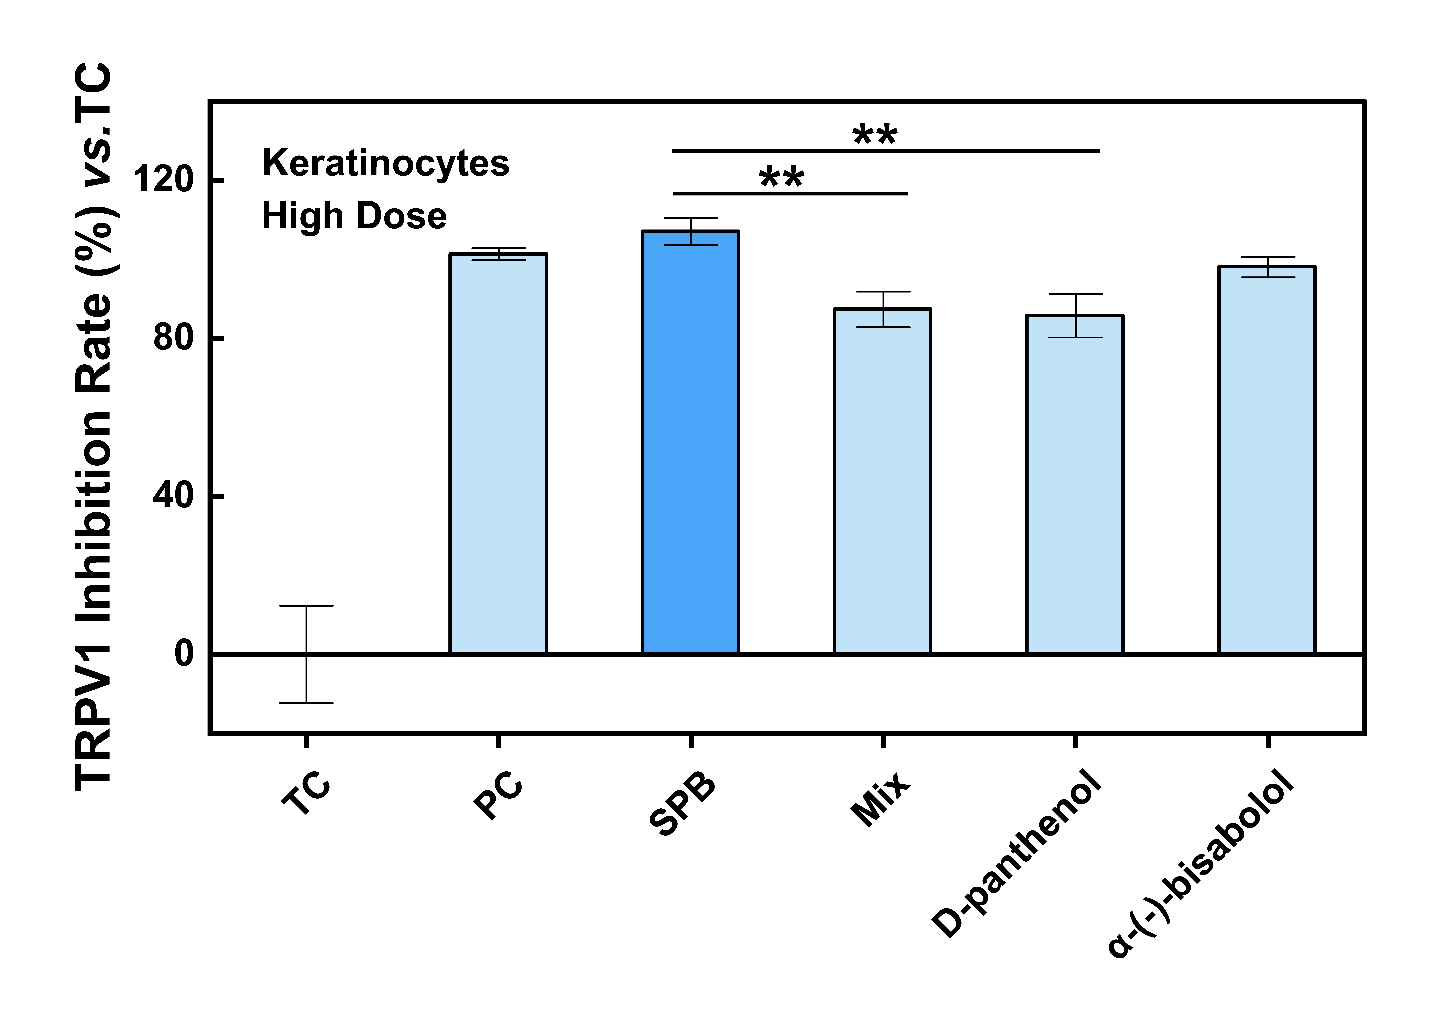 TRPV1 Inhibition Rate (%) vs.TC
Keratinocytes
High Dose
**
**
120
80
40
0
TC
PC
SPB
Mix
D-panthenol
α-(-)-bisabolol